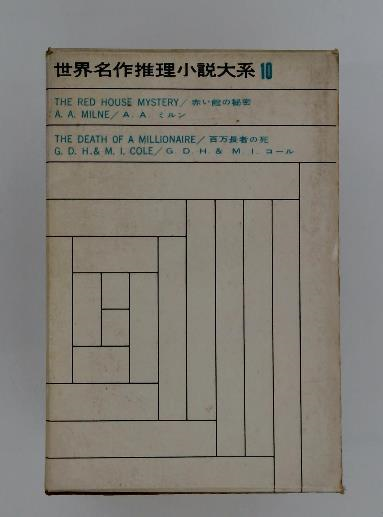 世界名作推理小説大系10
THE RED HOUSE MYSTERY／赤い館の秘密
A. A. MILNE／A. A. ミルン
THE DEATH OF A MILLIONAIRE／百万長者の死
G. D. H. & M. I. COLE／G. D. H. & M. I. コール